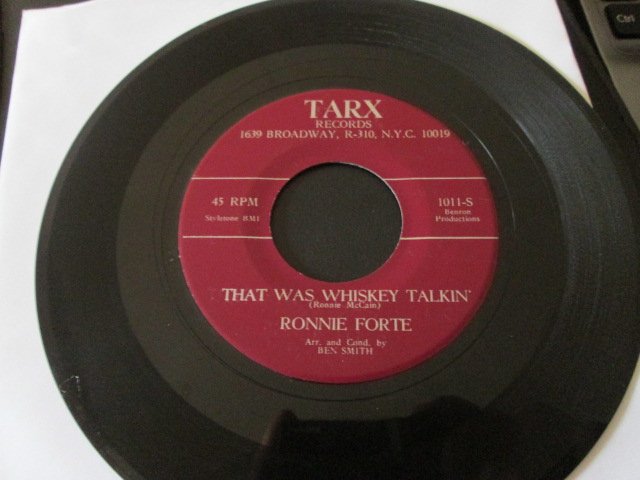 TARX
RECORDS
1639 BROADWAY, R-310, N.Y.C. 10019
45 RPM
Styletone BMI
1011-S
Benron
Productions
THAT WAS WHISKEY TALKIN'
(Ronnie McCain)
RONNIE FORTE
Arr. and Cond. by
BEN SMITH
Ctrl